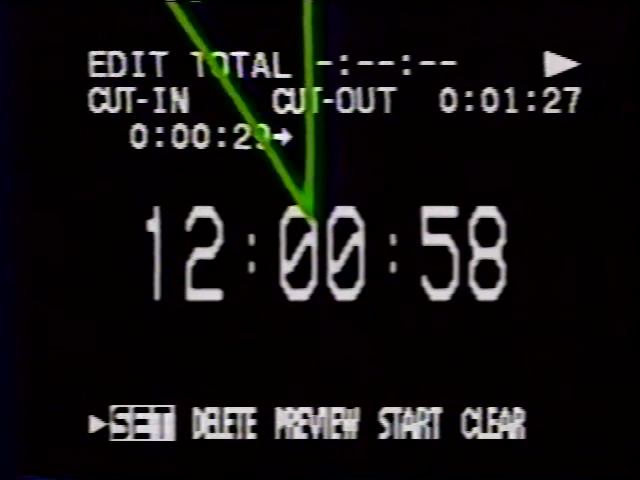 EDIT TOTAL -:--:--
CUT-IN CUT-OUT 0:01:27
0:00:29
12:00:58
SET DELETE PREVIEW START CLEAR